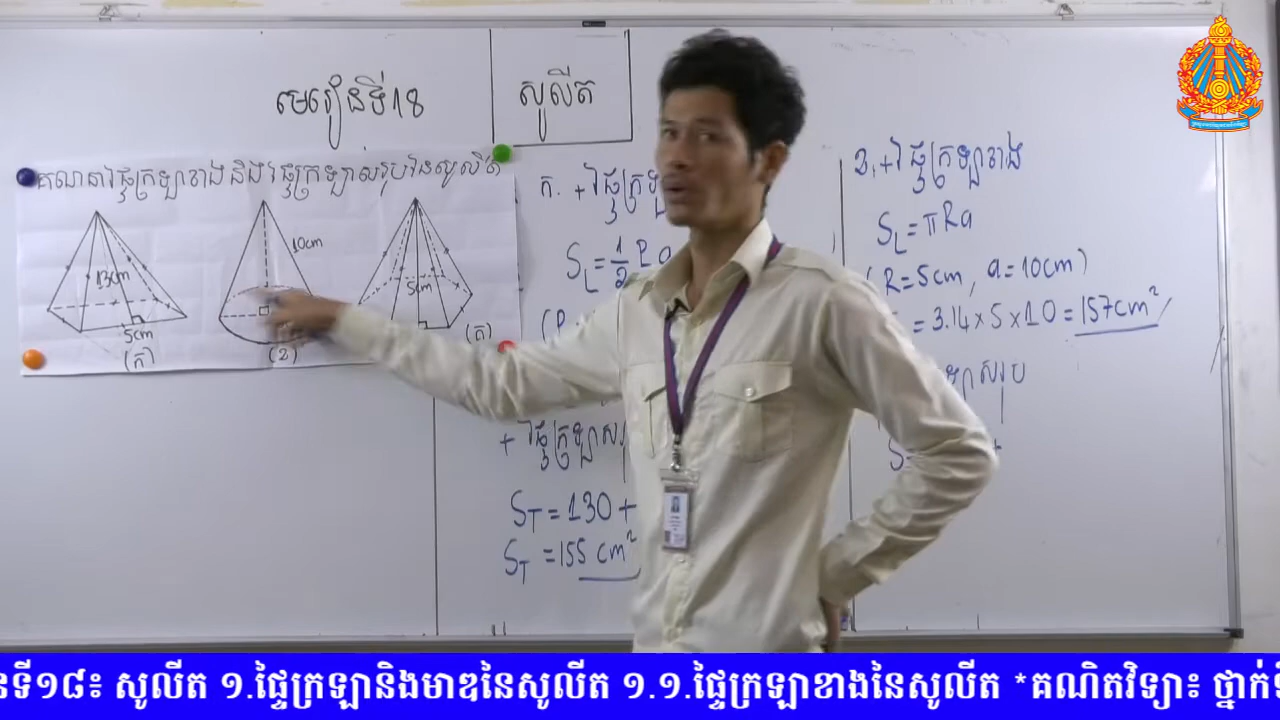 មេរៀនទី18
សូលីត
គណនាផ្ទៃក្រឡាខាង និង ផ្ទៃក្រឡាសរុបនៃសូលីត
13cm
5cm
(ក)
10cm
(2)
5cm
(គ)
ក. + ផ្ទៃក្រឡា
S_L = 1/2 P a
(P
+ ផ្ទៃក្រឡាសរុ
S_T = 130 +
S_T = 155 cm²
2, + ផ្ទៃក្រឡាខាង
S_L = πRa
(R = 5cm, a = 10cm)
= 3.14 × 5 × 10 = 157cm²
ឡាសរុប
S
នទី១៨៖ សូលីត ១.ផ្ទៃក្រឡានិងមាឌនៃសូលីត ១.១.ផ្ទៃក្រឡាខាងនៃសូលីត *គណិតវិទ្យា៖ ថ្នាក់ទី